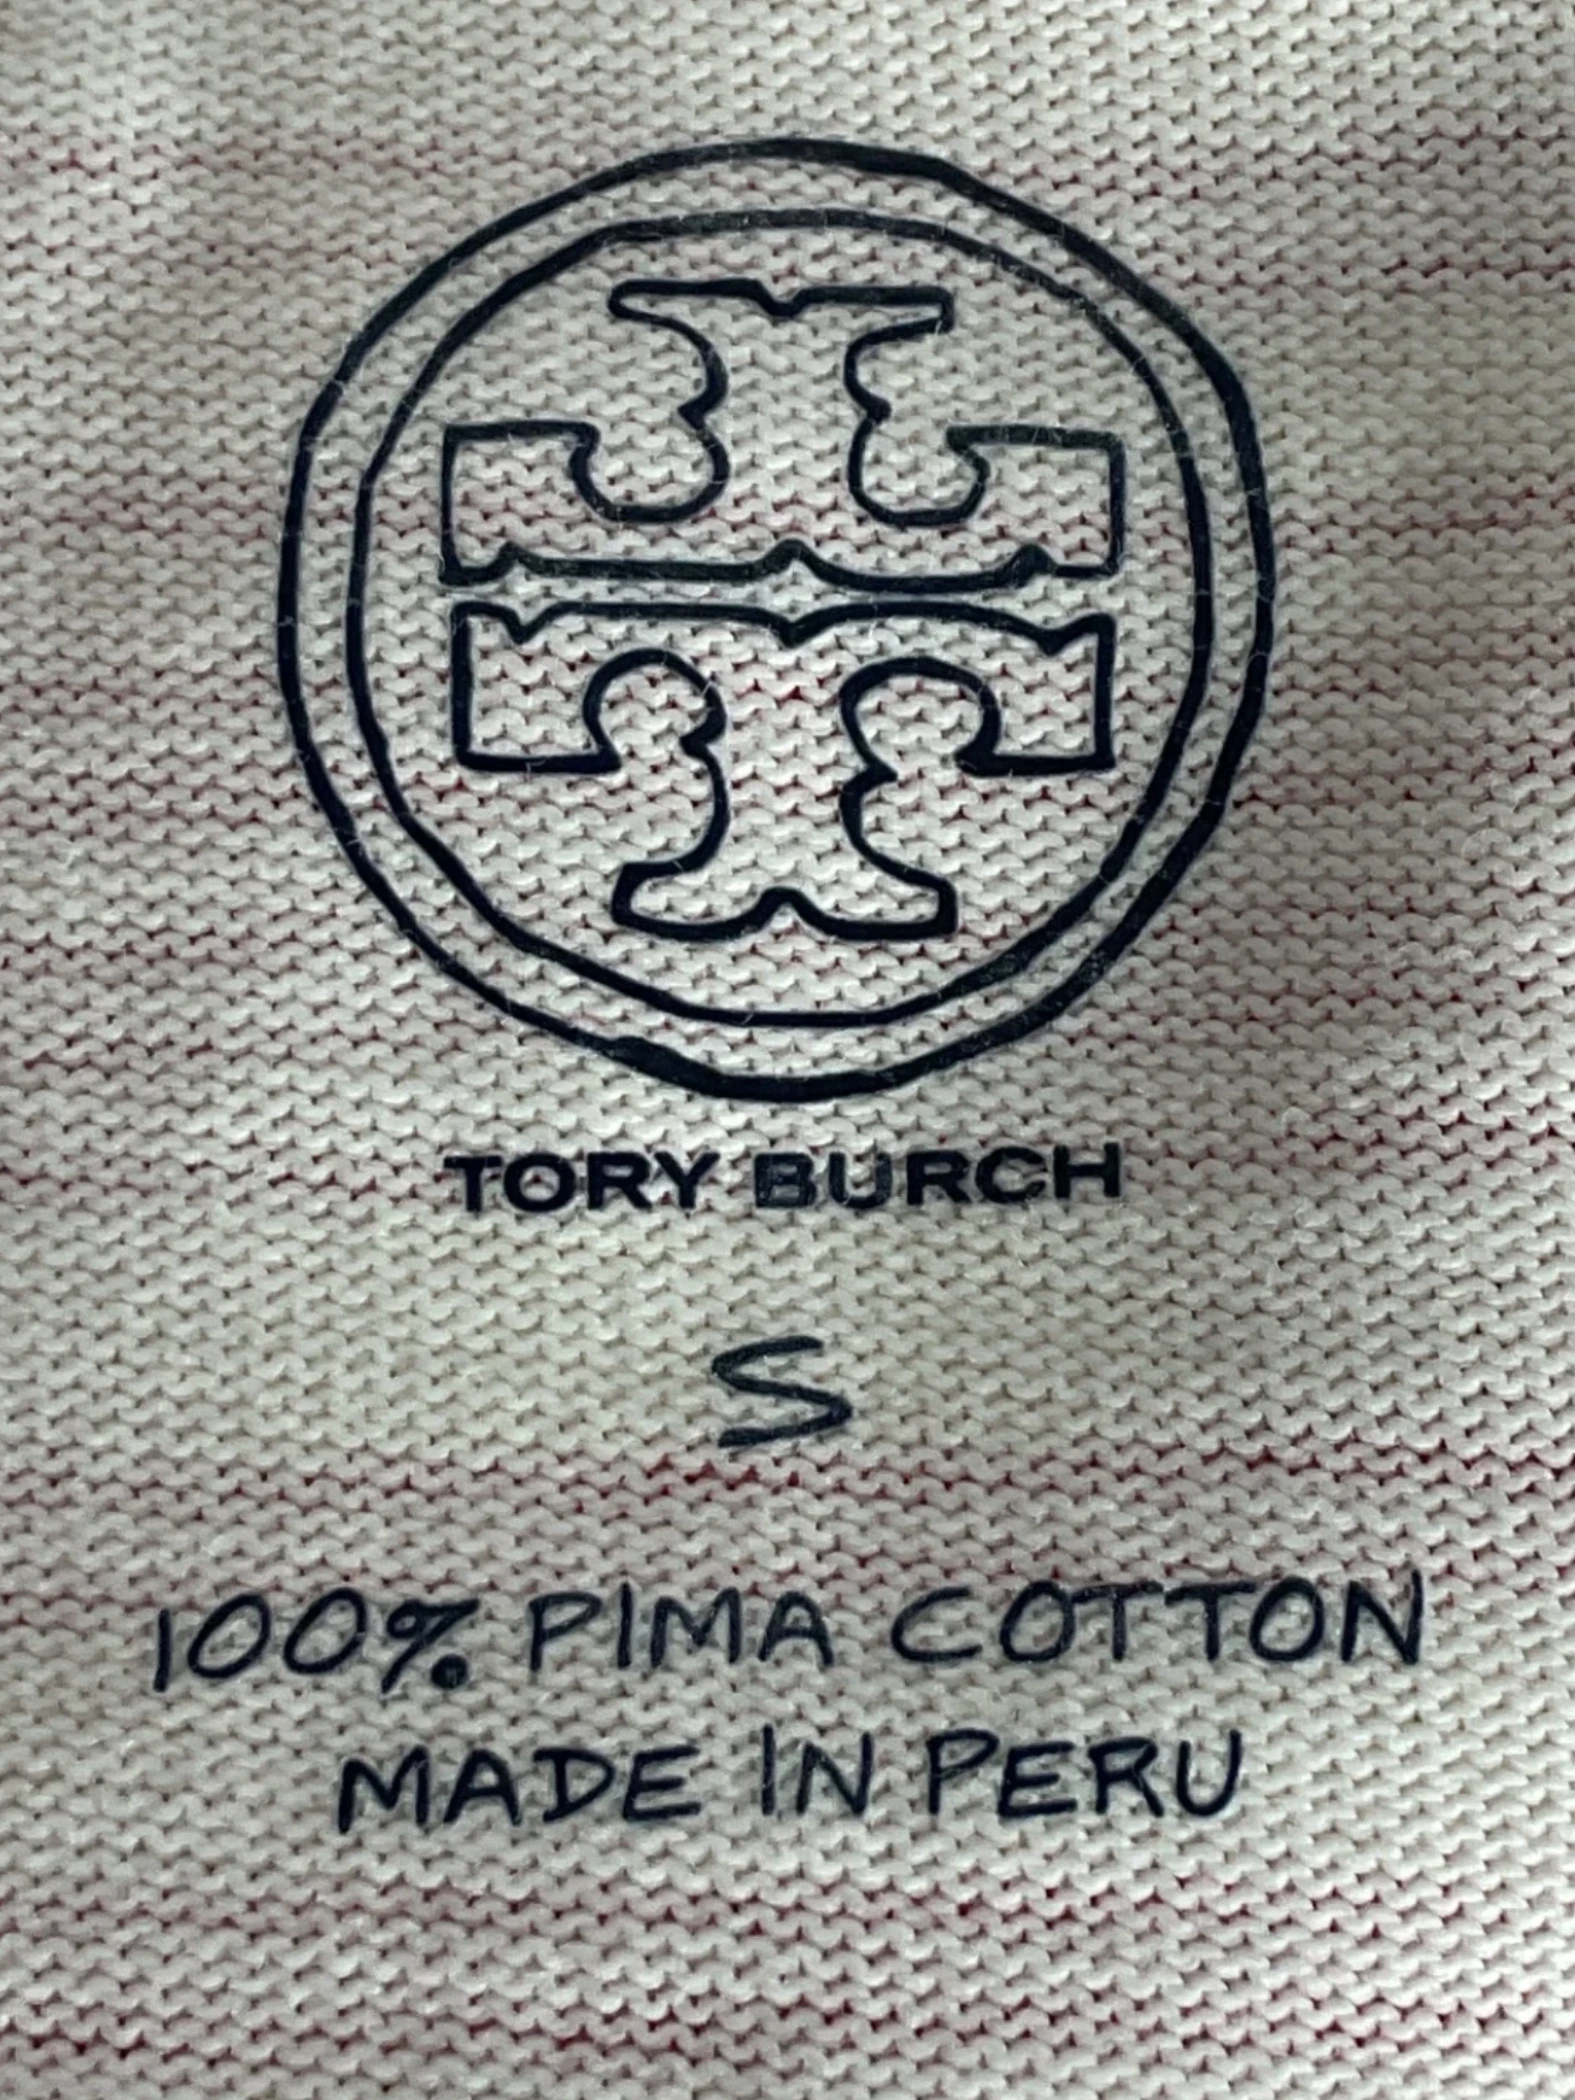 TORY BURCH
S
100% PIMA COTTON
MADE IN PERU